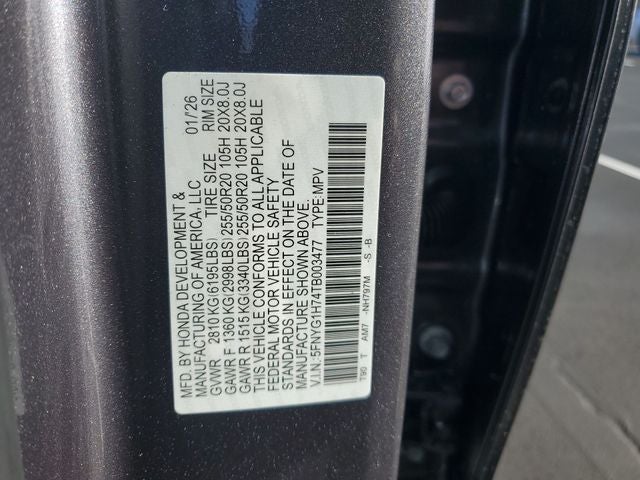 MFD. BY HONDA DEVELOPMENT &
MANUFACTURING OF AMERICA, LLC 01/26
GVWR 2810 KG(6195LBS) TIRE SIZE RIM SIZE
GAWR F 1360 KG(2998LBS)255/50R20 105H 20X8.0J
GAWR R 1515 KG(3340LBS)255/50R20 105H 20X8.0J
THIS VEHICLE CONFORMS TO ALL APPLICABLE
FEDERAL MOTOR VEHICLE SAFETY
STANDARDS IN EFFECT ON THE DATE OF
MANUFACTURE SHOWN ABOVE.
V.I.N.:5FNYG1H74TB003477 TYPE:MPV
T90 T AM7 -NH797M -S -B